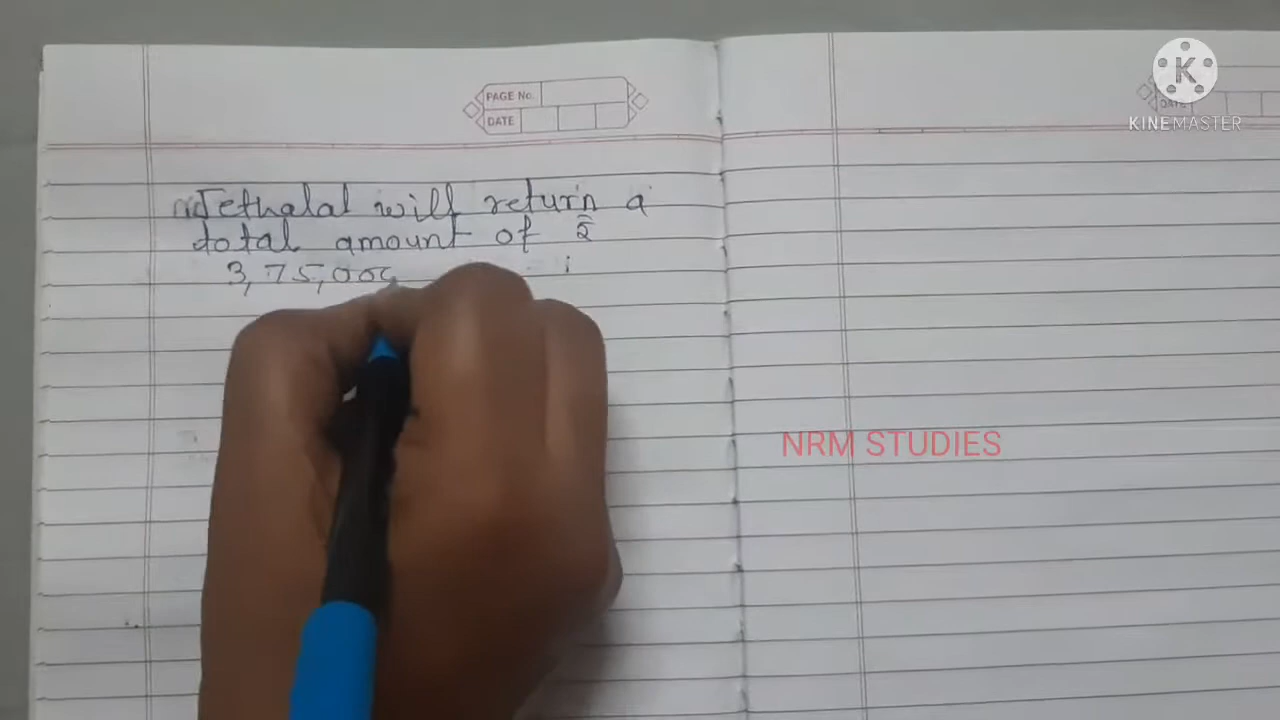 PAGE No.
DATE
K
KINEMASTER
Jethalal will return a
total amount of ₹
3,75,000
NRM STUDIES